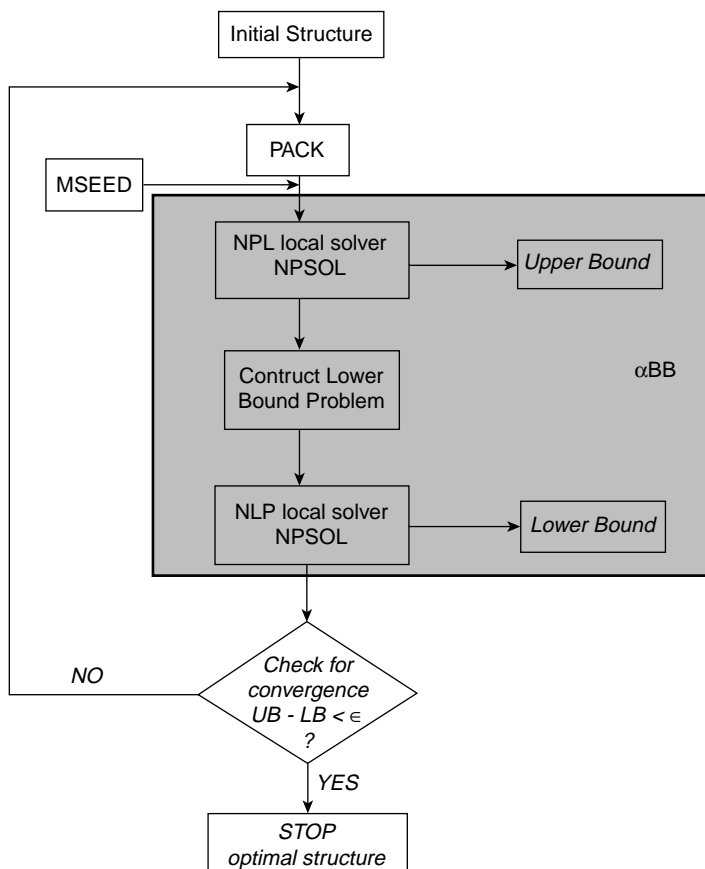 Initial Structure
PACK
MSEED
NPL local solver
NPSOL
Upper Bound
Contruct Lower
Bound Problem
αBB
NLP local solver
NPSOL
Lower Bound
NO
Check for
convergence
UB - LB < ∈
?
YES
STOP
optimal structure